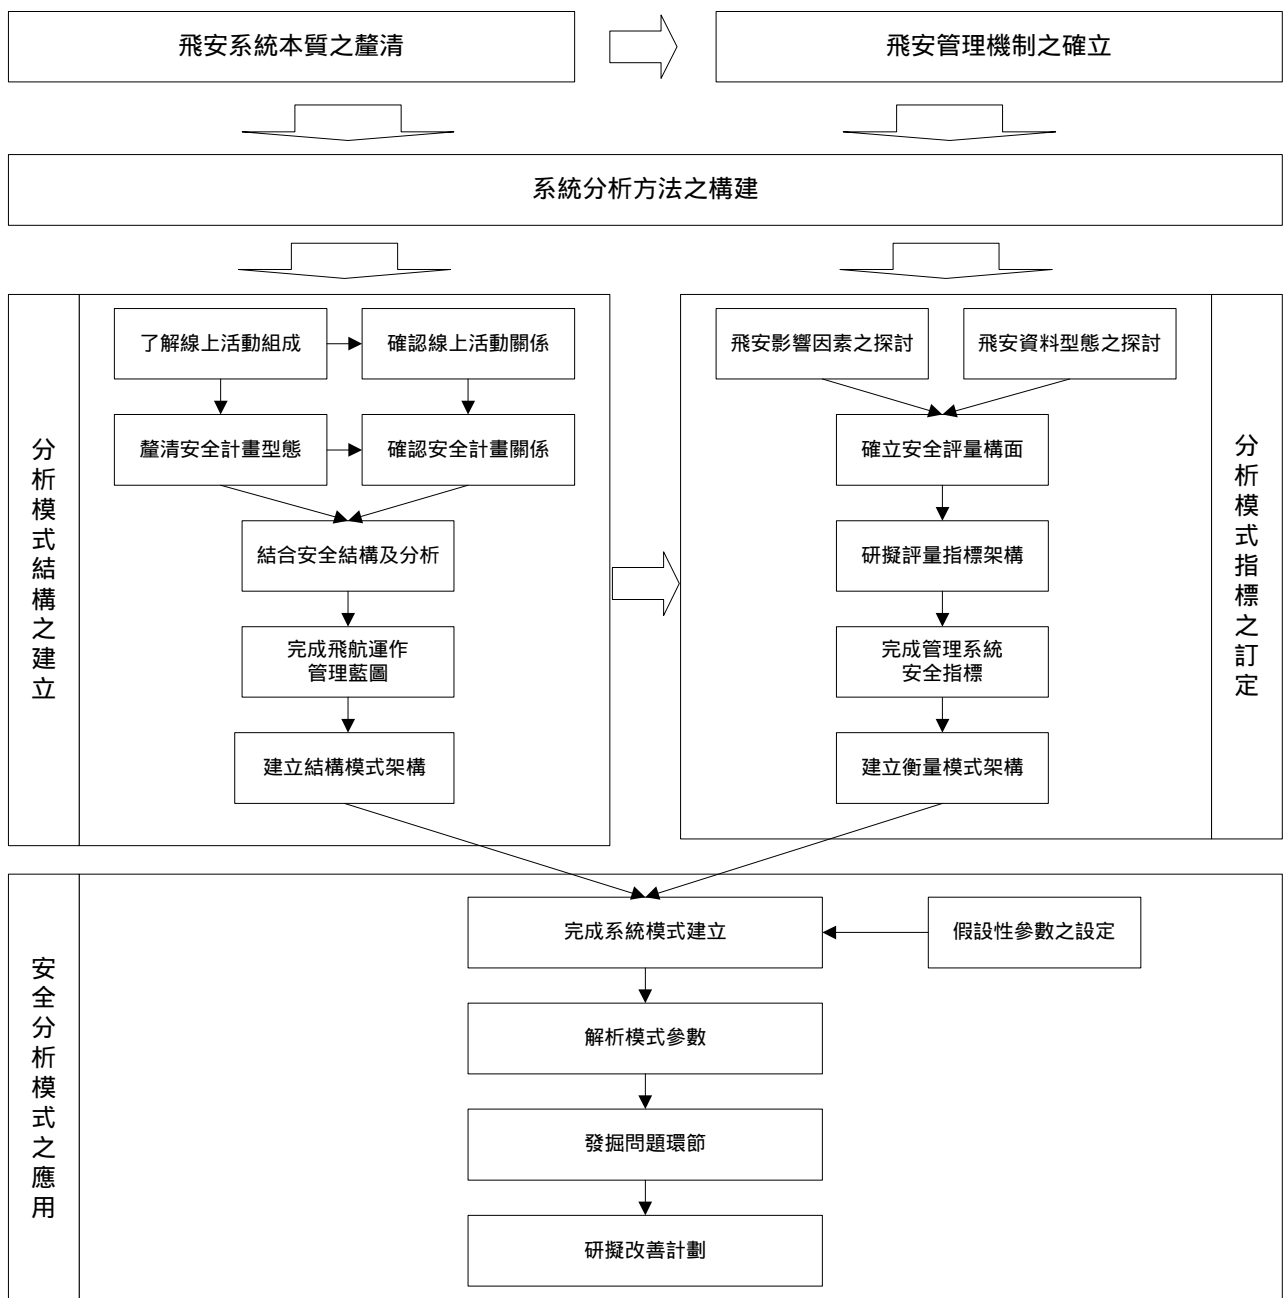 飛安系統本質之釐清
飛安管理機制之確立
系統分析方法之構建
分析模式結構之建立
了解線上活動組成
確認線上活動關係
釐清安全計畫型態
確認安全計畫關係
結合安全結構及分析
完成飛航運作
管理藍圖
建立結構模式架構
飛安影響因素之探討
飛安資料型態之探討
確立安全評量構面
研擬評量指標架構
完成管理系統
安全指標
建立衡量模式架構
分析模式指標之訂定
安全分析模式之應用
完成系統模式建立
假設性參數之設定
解析模式參數
發掘問題環節
研擬改善計劃